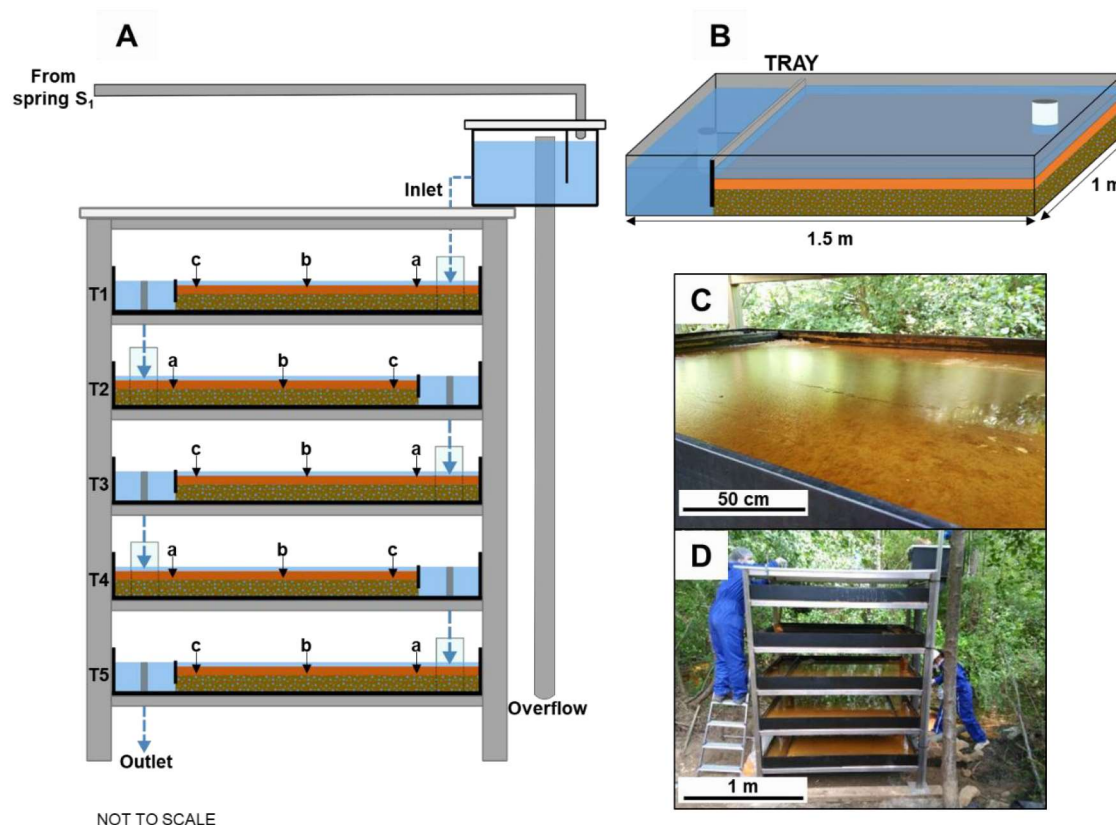 A
From
spring S₁
Inlet
c b a
T1
a b c
T2
c b a
T3
a b c
T4
c b a
T5
Overflow
Outlet
NOT TO SCALE
B
TRAY
1 m
1.5 m
C
50 cm
D
1 m